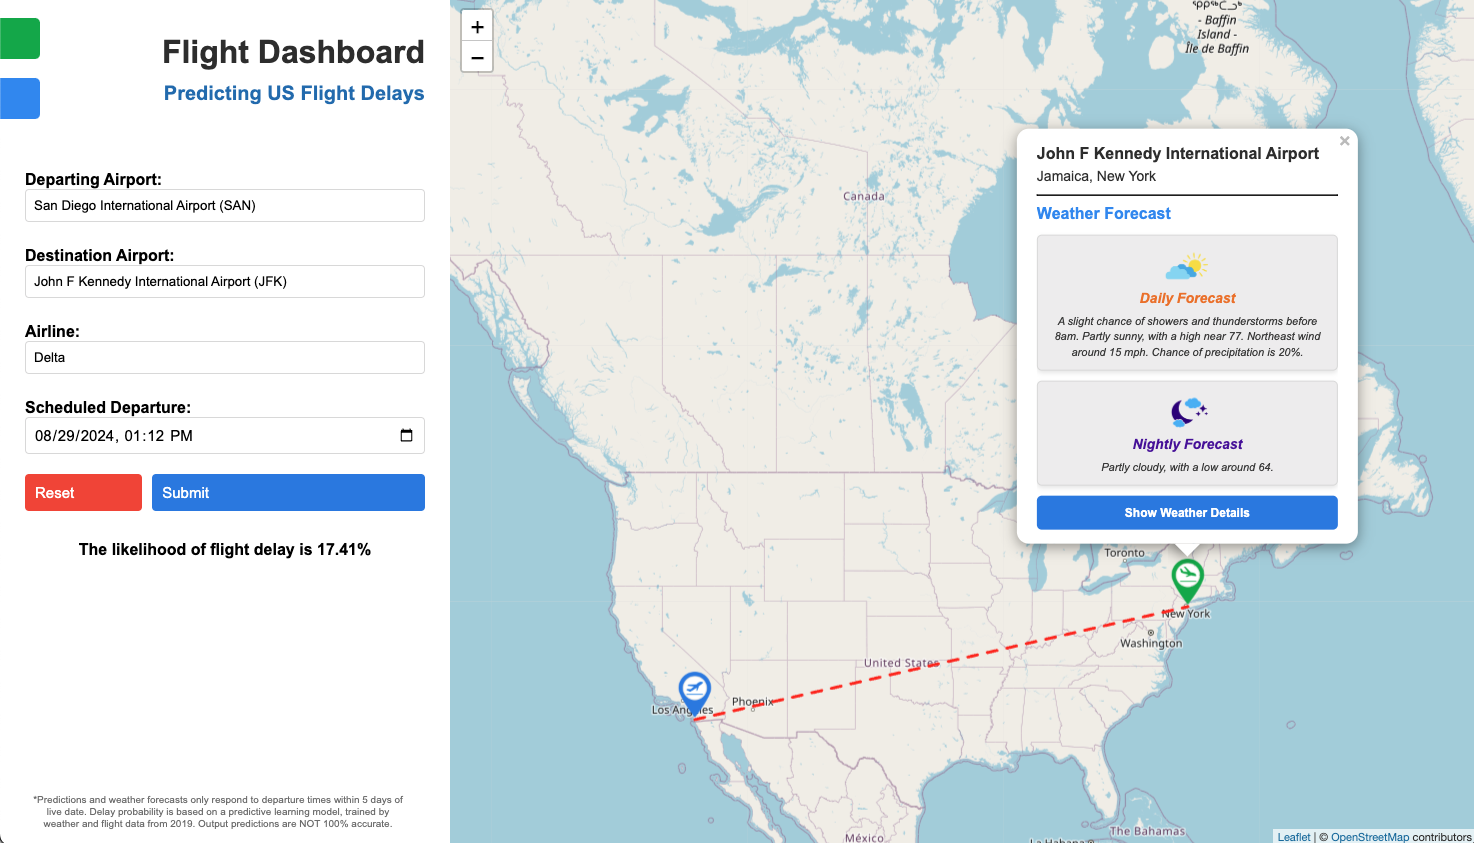 Flight Dashboard
Predicting US Flight Delays
Departing Airport:
San Diego International Airport (SAN)
Destination Airport:
John F Kennedy International Airport (JFK)
Airline:
Delta
Scheduled Departure:
08/29/2024, 01:12 PM
Reset
Submit
The likelihood of flight delay is 17.41%
*Predictions and weather forecasts only respond to departure times within 5 days of
live date. Delay probability is based on a predictive learning model, trained by
weather and flight data from 2019. Output predictions are NOT 100% accurate.
+
−
- Baffin
Island -
Île de Baffin
Canada
×
John F Kennedy International Airport
Jamaica, New York
Weather Forecast
Daily Forecast
A slight chance of showers and thunderstorms before
8am. Partly sunny, with a high near 77. Northeast wind
around 15 mph. Chance of precipitation is 20%.
Nightly Forecast
Partly cloudy, with a low around 64.
Show Weather Details
Toronto
New York
Washington
United States
Phoenix
Los Angeles
The Bahamas
México
La Habana
Leaflet | © OpenStreetMap contributors